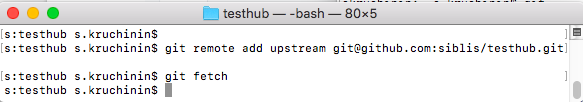 testhub — -bash — 80×5
[s:testhub s.kruchinin$ ]
[s:testhub s.kruchinin$ git remote add upstream git@github.com:siblis/testhub.git]
[s:testhub s.kruchinin$ git fetch ]
s:testhub s.kruchinin$